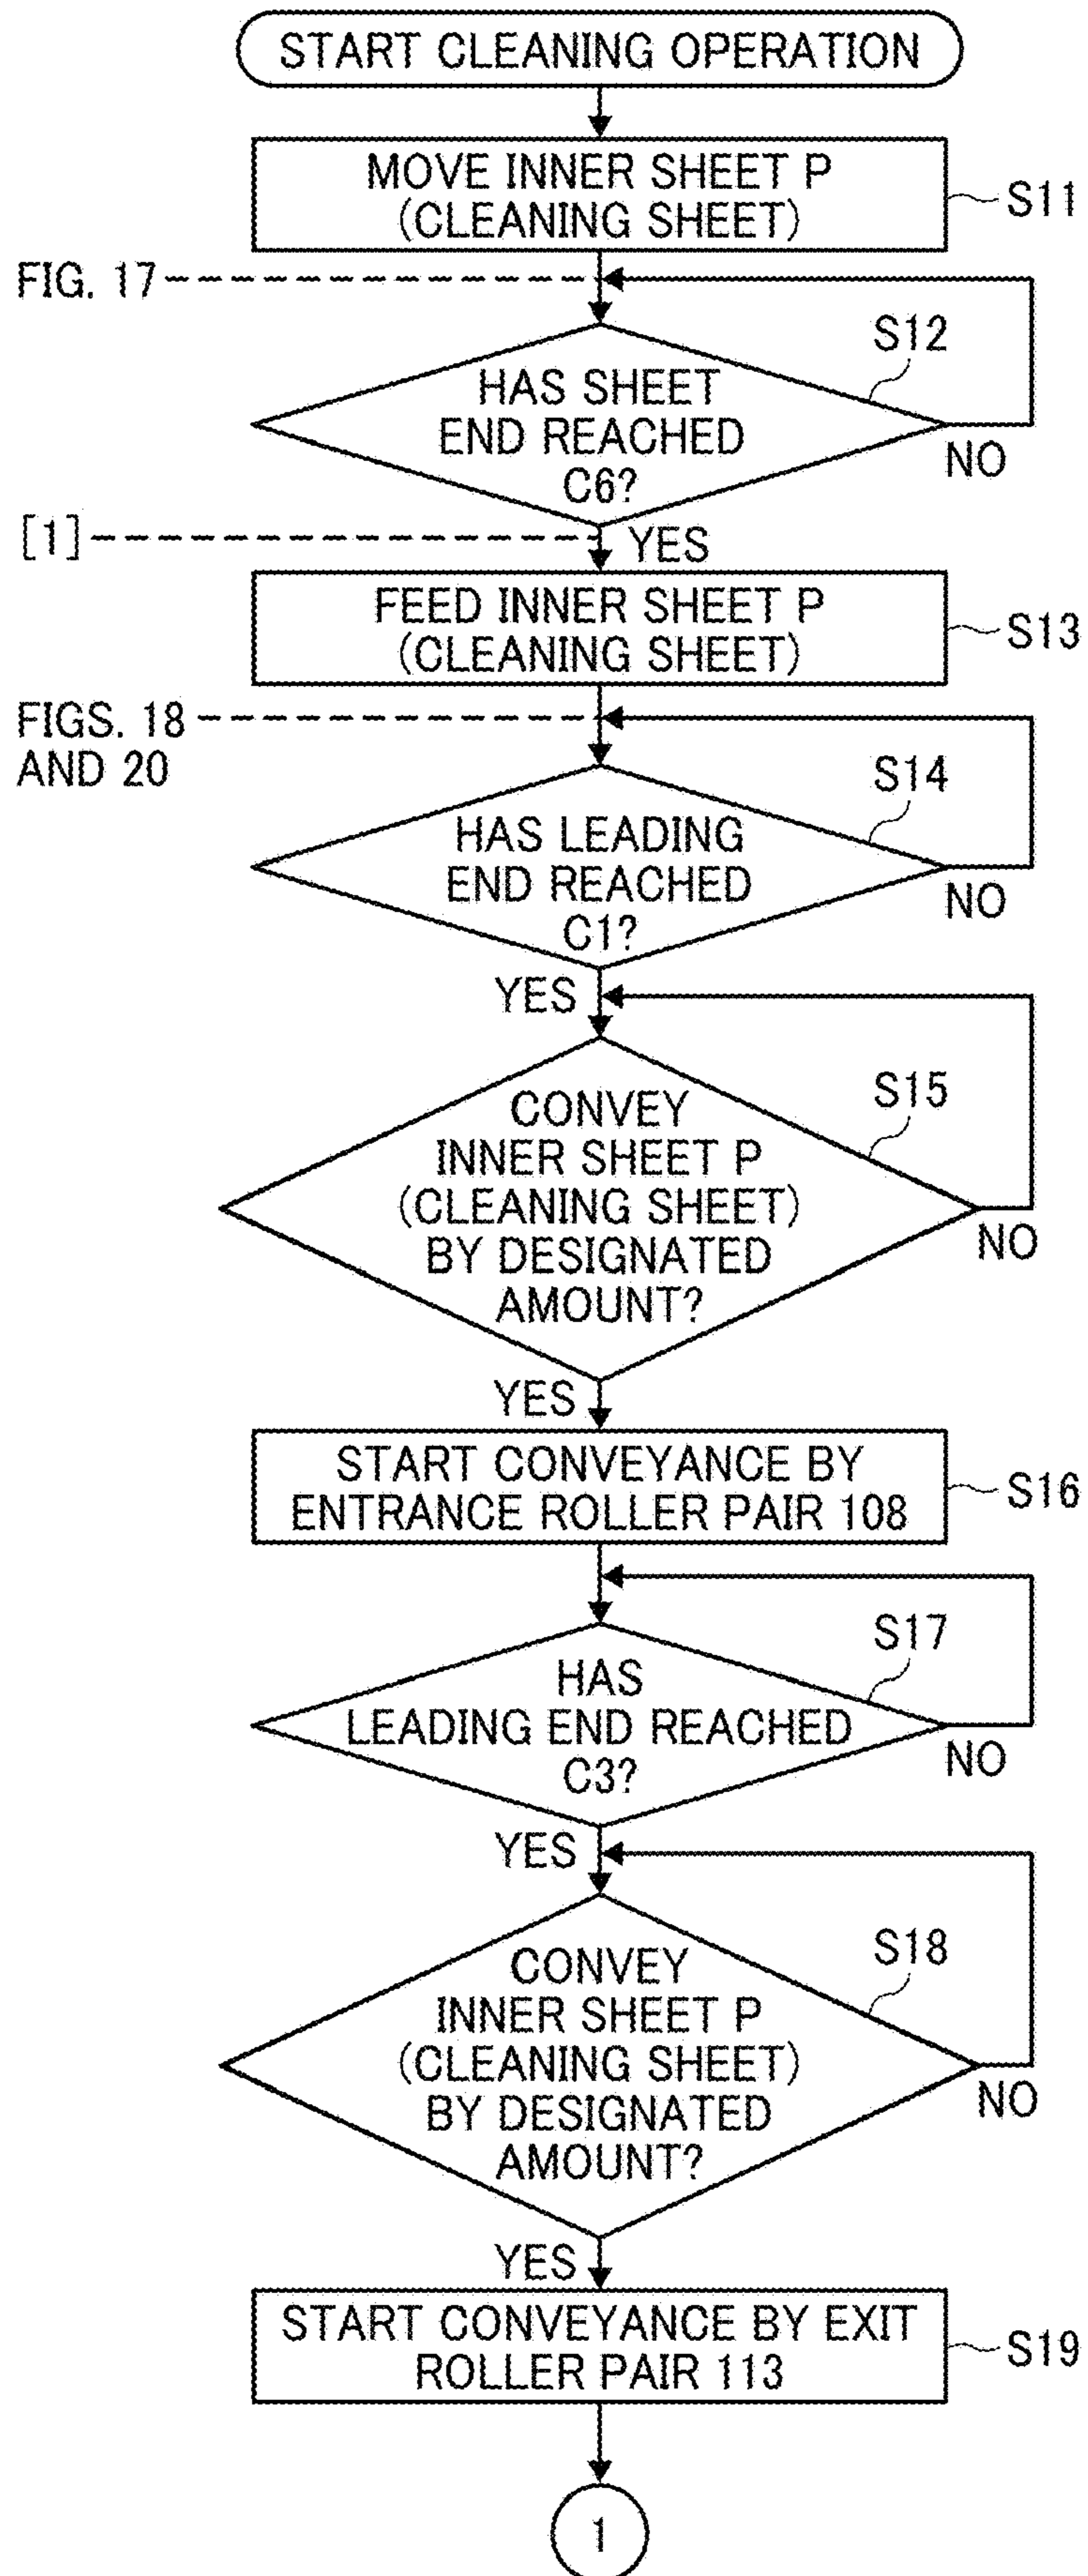 START CLEANING OPERATION
MOVE INNER SHEET P
(CLEANING SHEET)
S11
FIG. 17
S12
HAS SHEET
END REACHED
C6?
NO
[1]
YES
FEED INNER SHEET P
(CLEANING SHEET)
S13
FIGS. 18
AND 20
S14
HAS LEADING
END REACHED
C1?
NO
YES
S15
CONVEY
INNER SHEET P
(CLEANING SHEET)
BY DESIGNATED
AMOUNT?
NO
YES
START CONVEYANCE BY
ENTRANCE ROLLER PAIR 108
S16
S17
HAS
LEADING END REACHED
C3?
NO
YES
S18
CONVEY
INNER SHEET P
(CLEANING SHEET)
BY DESIGNATED
AMOUNT?
NO
YES
START CONVEYANCE BY EXIT
ROLLER PAIR 113
S19
1